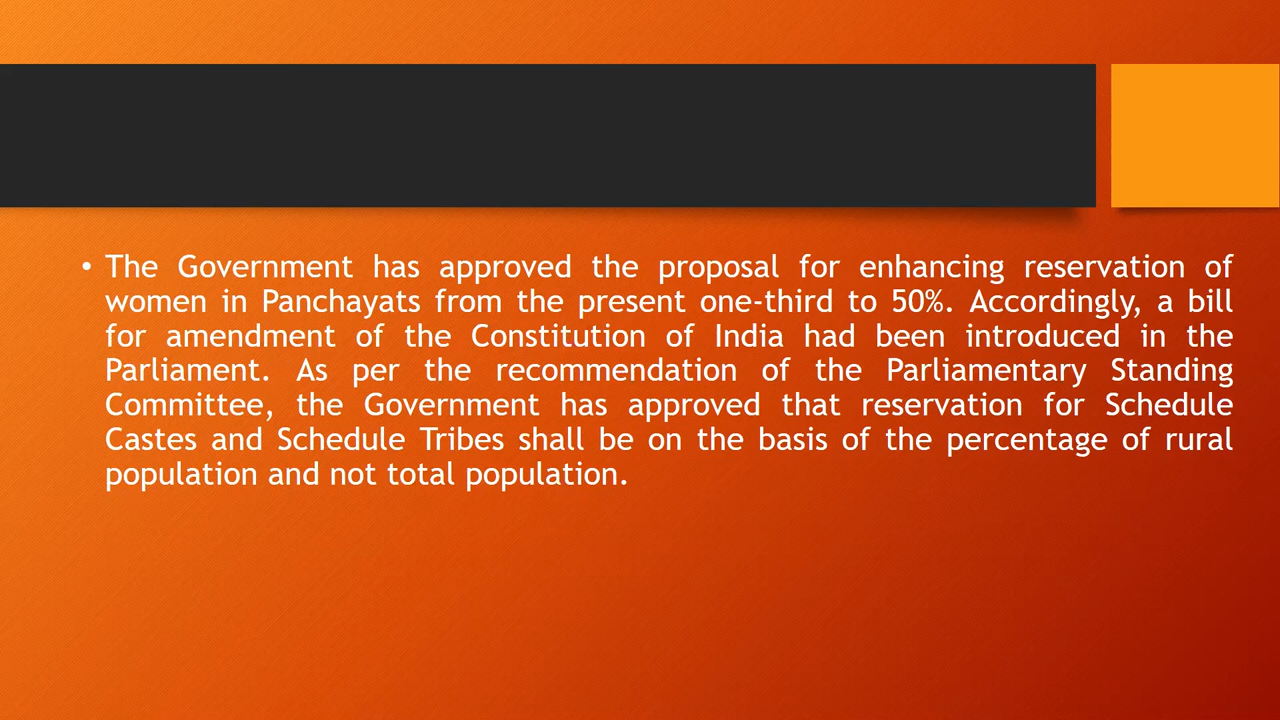 • The Government has approved the proposal for enhancing reservation of
women in Panchayats from the present one-third to 50%. Accordingly, a bill
for amendment of the Constitution of India had been introduced in the
Parliament. As per the recommendation of the Parliamentary Standing
Committee, the Government has approved that reservation for Schedule
Castes and Schedule Tribes shall be on the basis of the percentage of rural
population and not total population.